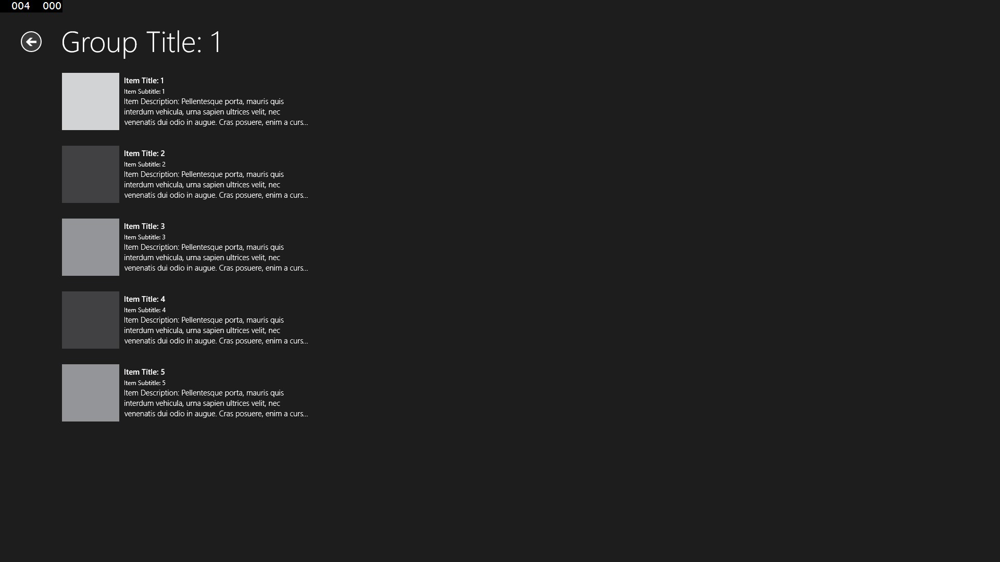 004 000
Group Title: 1
Item Title: 1
Item Subtitle: 1
Item Description: Pellentesque porta, mauris quis
interdum vehicula, urna sapien ultrices velit, nec
venenatis dui odio in augue. Cras posuere, enim a curs...
Item Title: 2
Item Subtitle: 2
Item Description: Pellentesque porta, mauris quis
interdum vehicula, urna sapien ultrices velit, nec
venenatis dui odio in augue. Cras posuere, enim a curs...
Item Title: 3
Item Subtitle: 3
Item Description: Pellentesque porta, mauris quis
interdum vehicula, urna sapien ultrices velit, nec
venenatis dui odio in augue. Cras posuere, enim a curs...
Item Title: 4
Item Subtitle: 4
Item Description: Pellentesque porta, mauris quis
interdum vehicula, urna sapien ultrices velit, nec
venenatis dui odio in augue. Cras posuere, enim a curs...
Item Title: 5
Item Subtitle: 5
Item Description: Pellentesque porta, mauris quis
interdum vehicula, urna sapien ultrices velit, nec
venenatis dui odio in augue. Cras posuere, enim a curs...